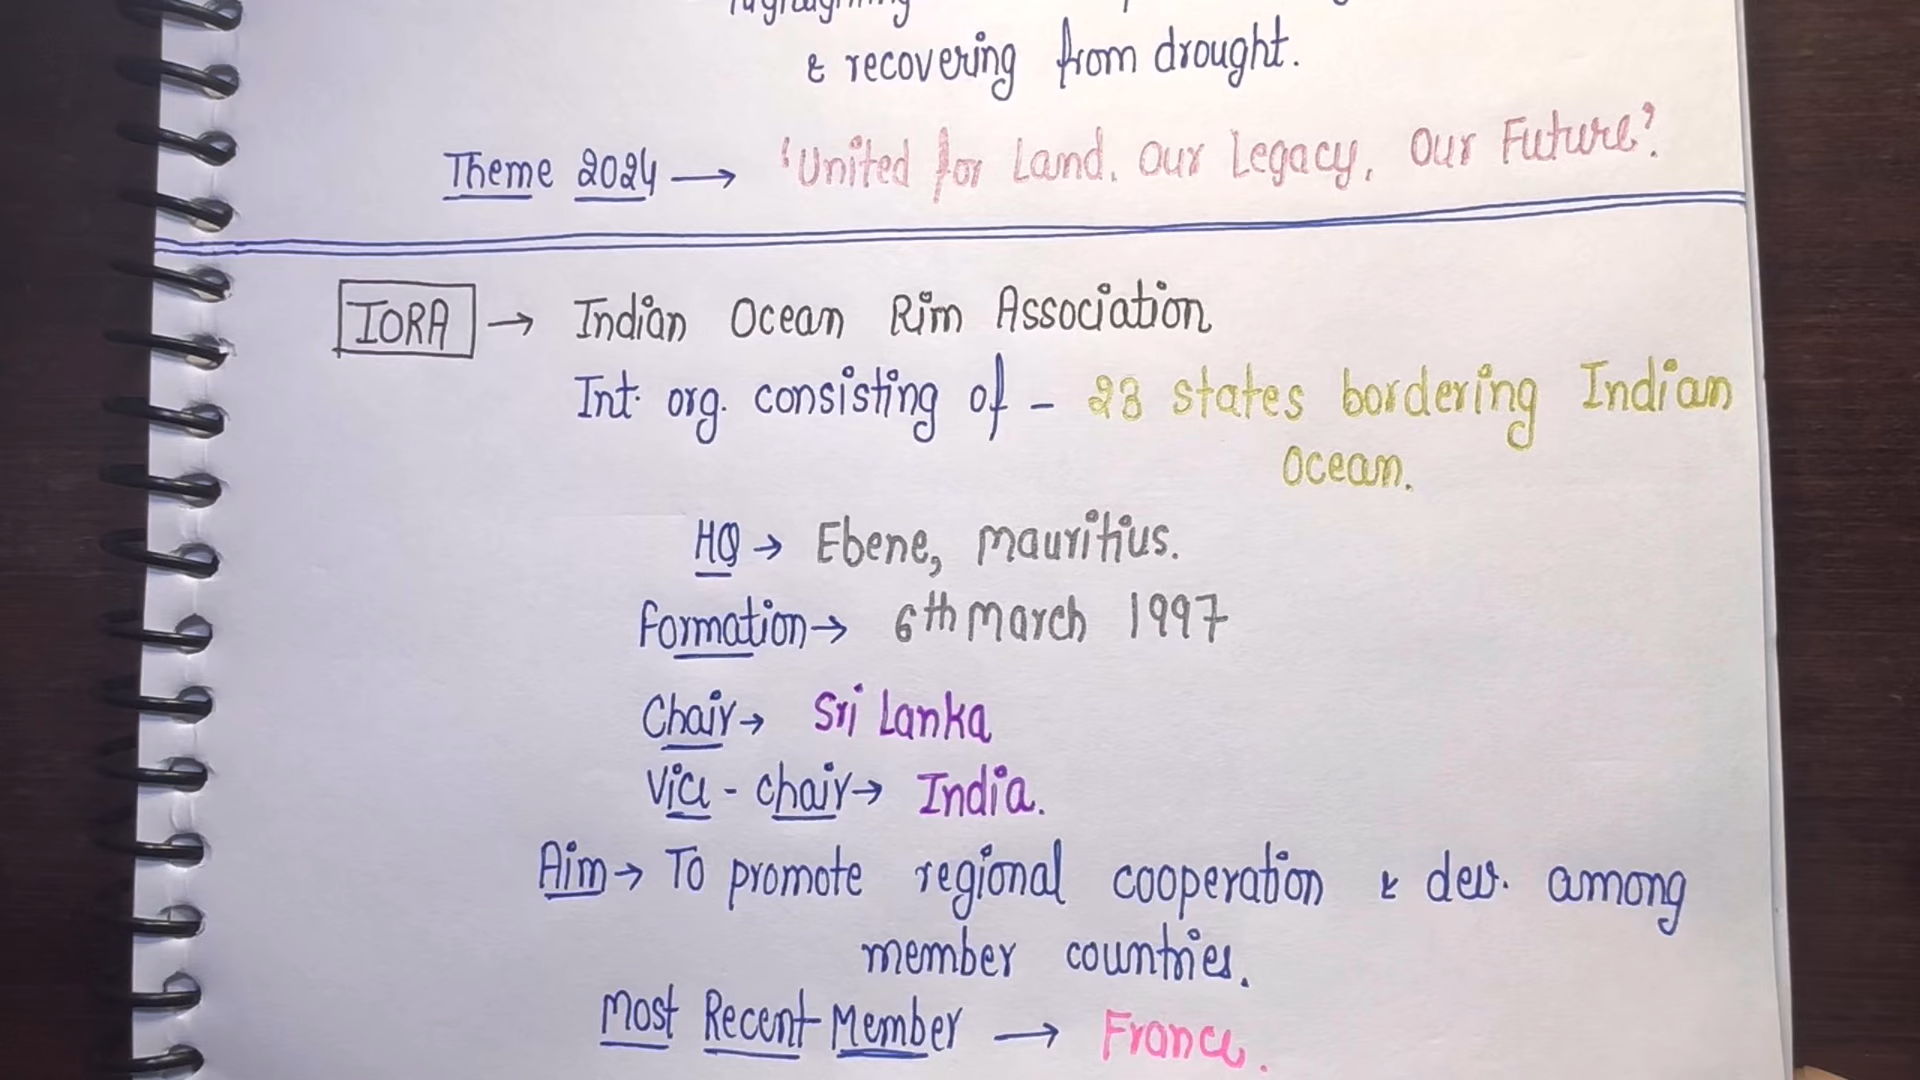 & recovering from drought.
Theme 2024 → 'United for Land. Our Legacy, Our Future'.
IORA → Indian Ocean Rim Association
Int. org. consisting of - 23 states bordering Indian
Ocean.
HQ → Ebene, Mauritius.
Formation → 6th March 1997
Chair → Sri Lanka
Vice - Chair → India.
Aim → To promote regional cooperation & dev. among
member countries.
Most Recent Member → France.